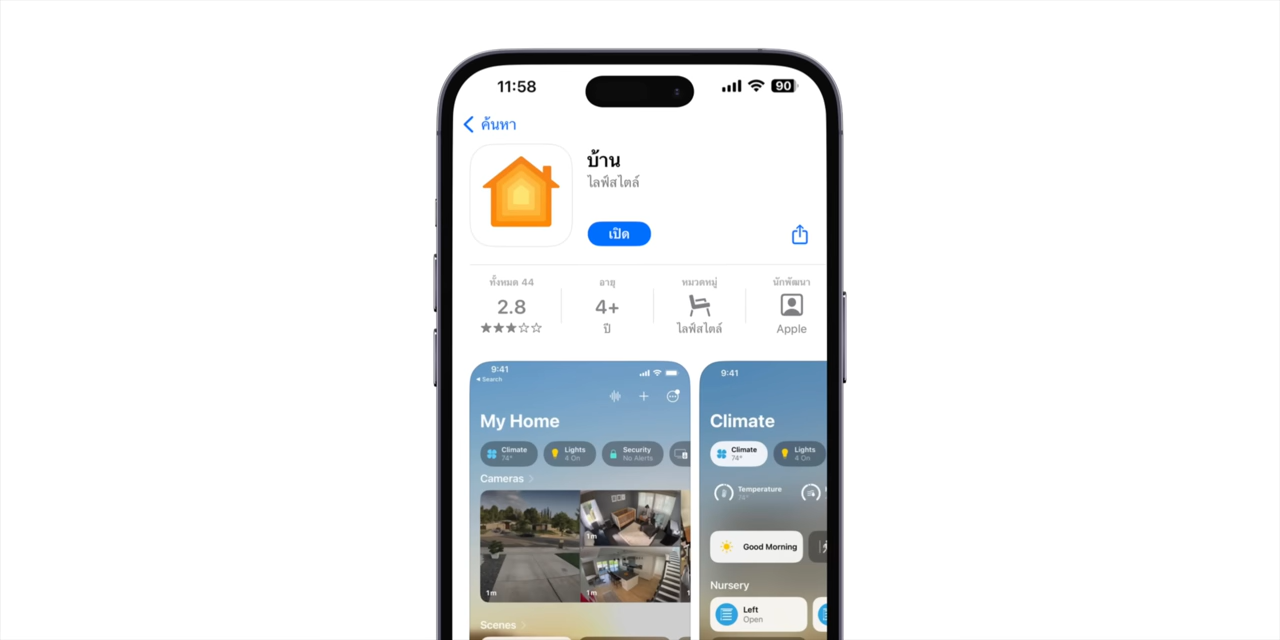 11:58
90
ค้นหา
บ้าน
ไลฟ์สไตล์
เปิด
ทั้งหมด 44
2.8
อายุ
4+
ปี
หมวดหมู่
ไลฟ์สไตล์
นักพัฒนา
Apple
9:41
Search
My Home
Climate
74°
Lights
4 On
Security
No Alerts
Cameras
1m
1m
1m
Scenes
9:41
Climate
Climate
74°
Lights
4 On
Temperature
74°
Good Morning
Nursery
Left
Open